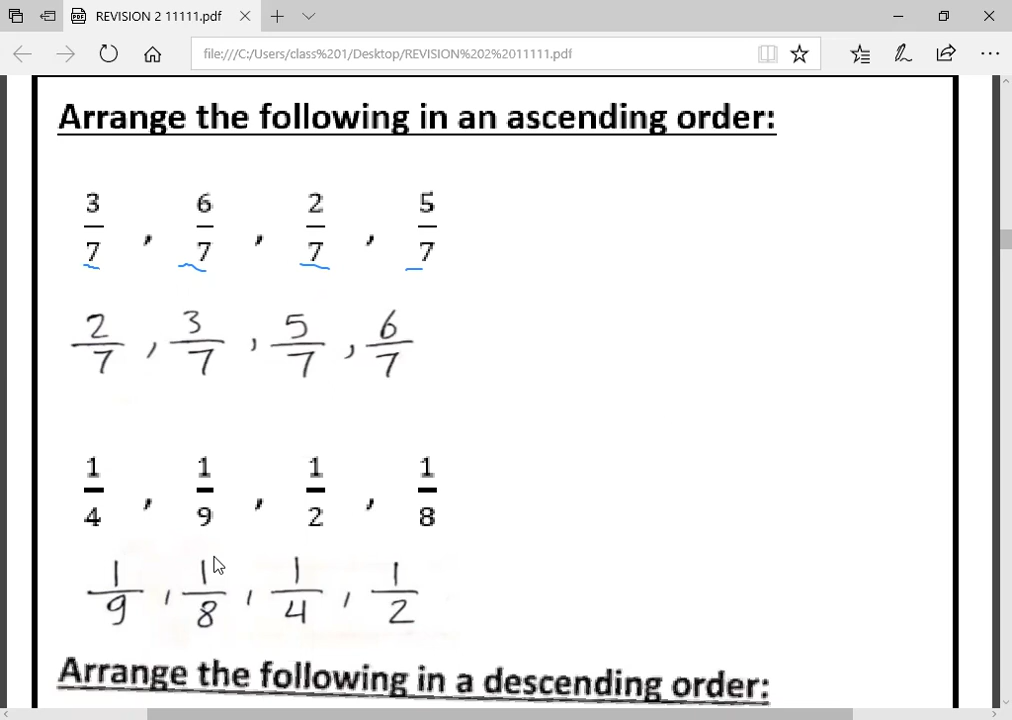 REVISION 2 11111.pdf
file:///C:/Users/class%201/Desktop/REVISION%202%2011111.pdf
Arrange the following in an ascending order:
3/7 , 6/7 , 2/7 , 5/7
2/7 , 3/7 , 5/7 , 6/7
1/4 , 1/9 , 1/2 , 1/8
1/9 , 1/8 , 1/4 , 1/2
Arrange the following in a descending order: